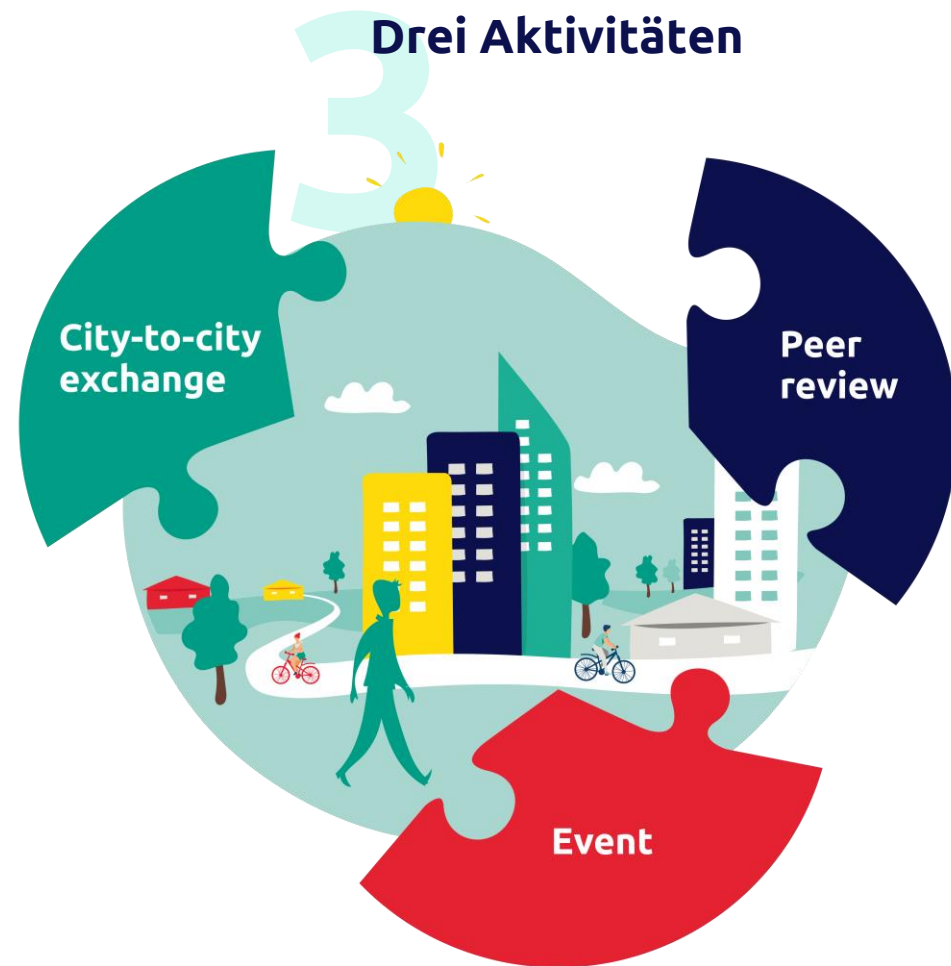 3
Drei Aktivitäten
City-to-city
exchange
Peer
review
Event